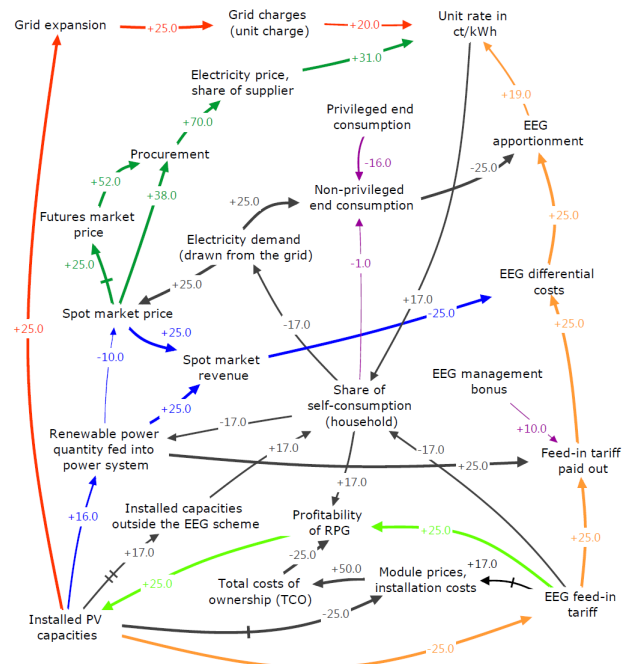 Grid expansion
+25.0
Grid charges
(unit charge)
+20.0
Unit rate in
ct/kWh
+31.0
Electricity price,
share of supplier
Privileged end
consumption
+19.0
+70.0
EEG
apportionment
Procurement
-16.0
-25.0
+52.0
+38.0
Non-privileged
end consumption
+25.0
Futures market
price
+25.0
Electricity demand
(drawn from the grid)
+25.0
-1.0
+25.0
EEG differential
costs
+25.0
Spot market price
+17.0
-25.0
+25.0
+25.0
-17.0
+25.0
-10.0
Spot market
revenue
EEG management
bonus
+25.0
Share of
self-consumption
(household)
-17.0
+10.0
Renewable power
quantity fed into
power system
+17.0
-17.0
+25.0
Feed-in tariff
paid out
+17.0
Installed capacities
outside the EEG scheme
Profitability
of RPG
+16.0
+25.0
+25.0
+17.0
-25.0
+50.0
Module prices,
installation costs
+17.0
+25.0
Total costs of
ownership (TCO)
-25.0
EEG feed-in
tariff
Installed PV
capacities
-25.0